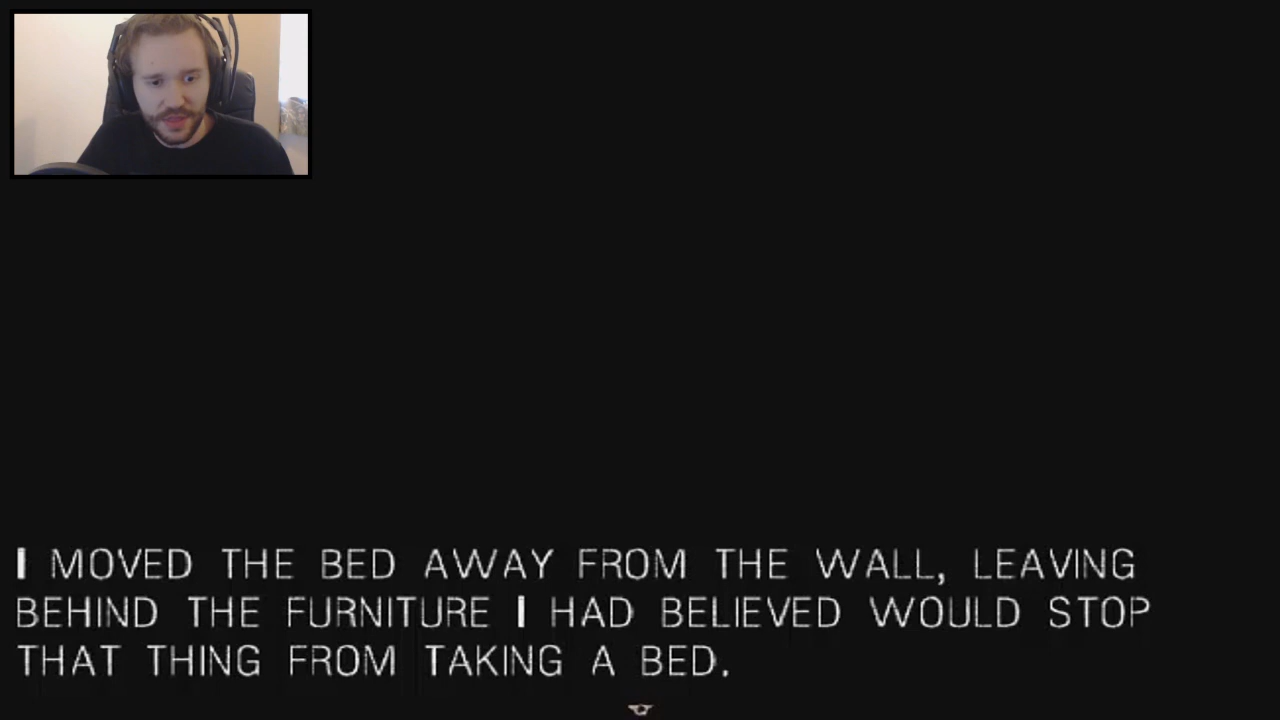 I MOVED THE BED AWAY FROM THE WALL, LEAVING
BEHIND THE FURNITURE I HAD BELIEVED WOULD STOP
THAT THING FROM TAKING A BED.